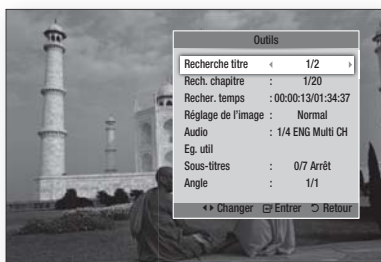 Outils
Recherche titre ◂ 1/2 ▸
Rech. chapitre : 1/20
Recher. temps : 00:00:13/01:34:37
Réglage de l'image : Normal
Audio : 1/4 ENG Multi CH
Eg. util
Sous-titres : 0/7 Arrêt
Angle : 1/1
◂▸ Changer Entrer Retour